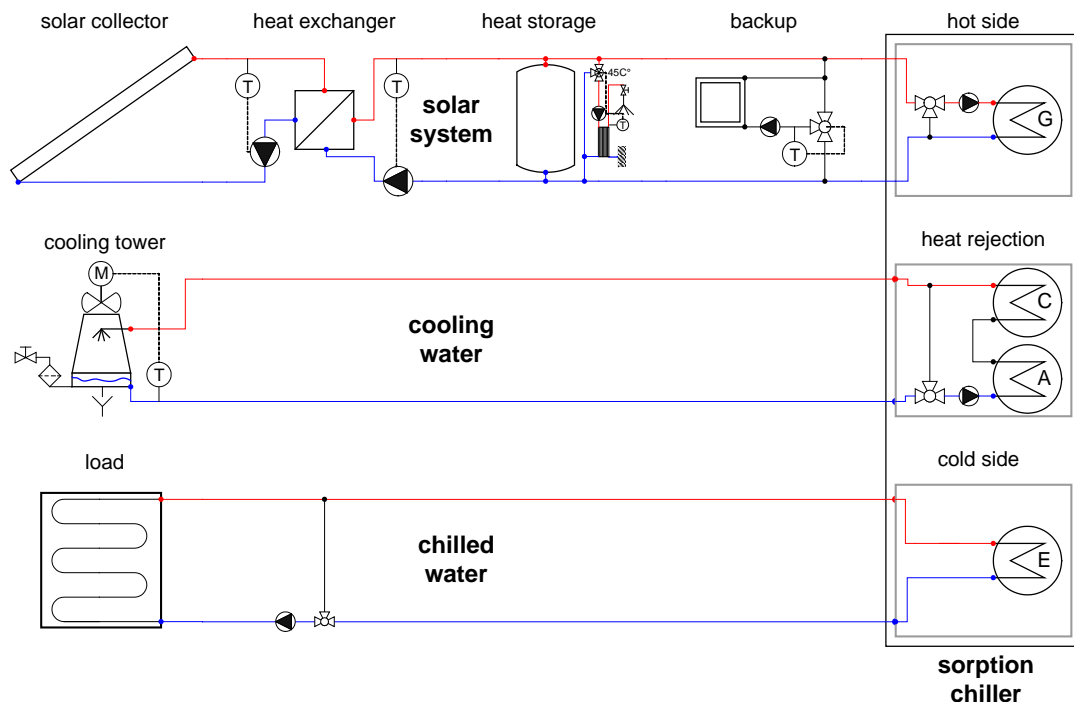 solar collector
heat exchanger
heat storage
backup
hot side
T
T
45C°
T
solar
system
T
G
cooling tower
heat rejection
M
C
cooling
water
T
A
load
cold side
chilled
water
E
sorption
chiller